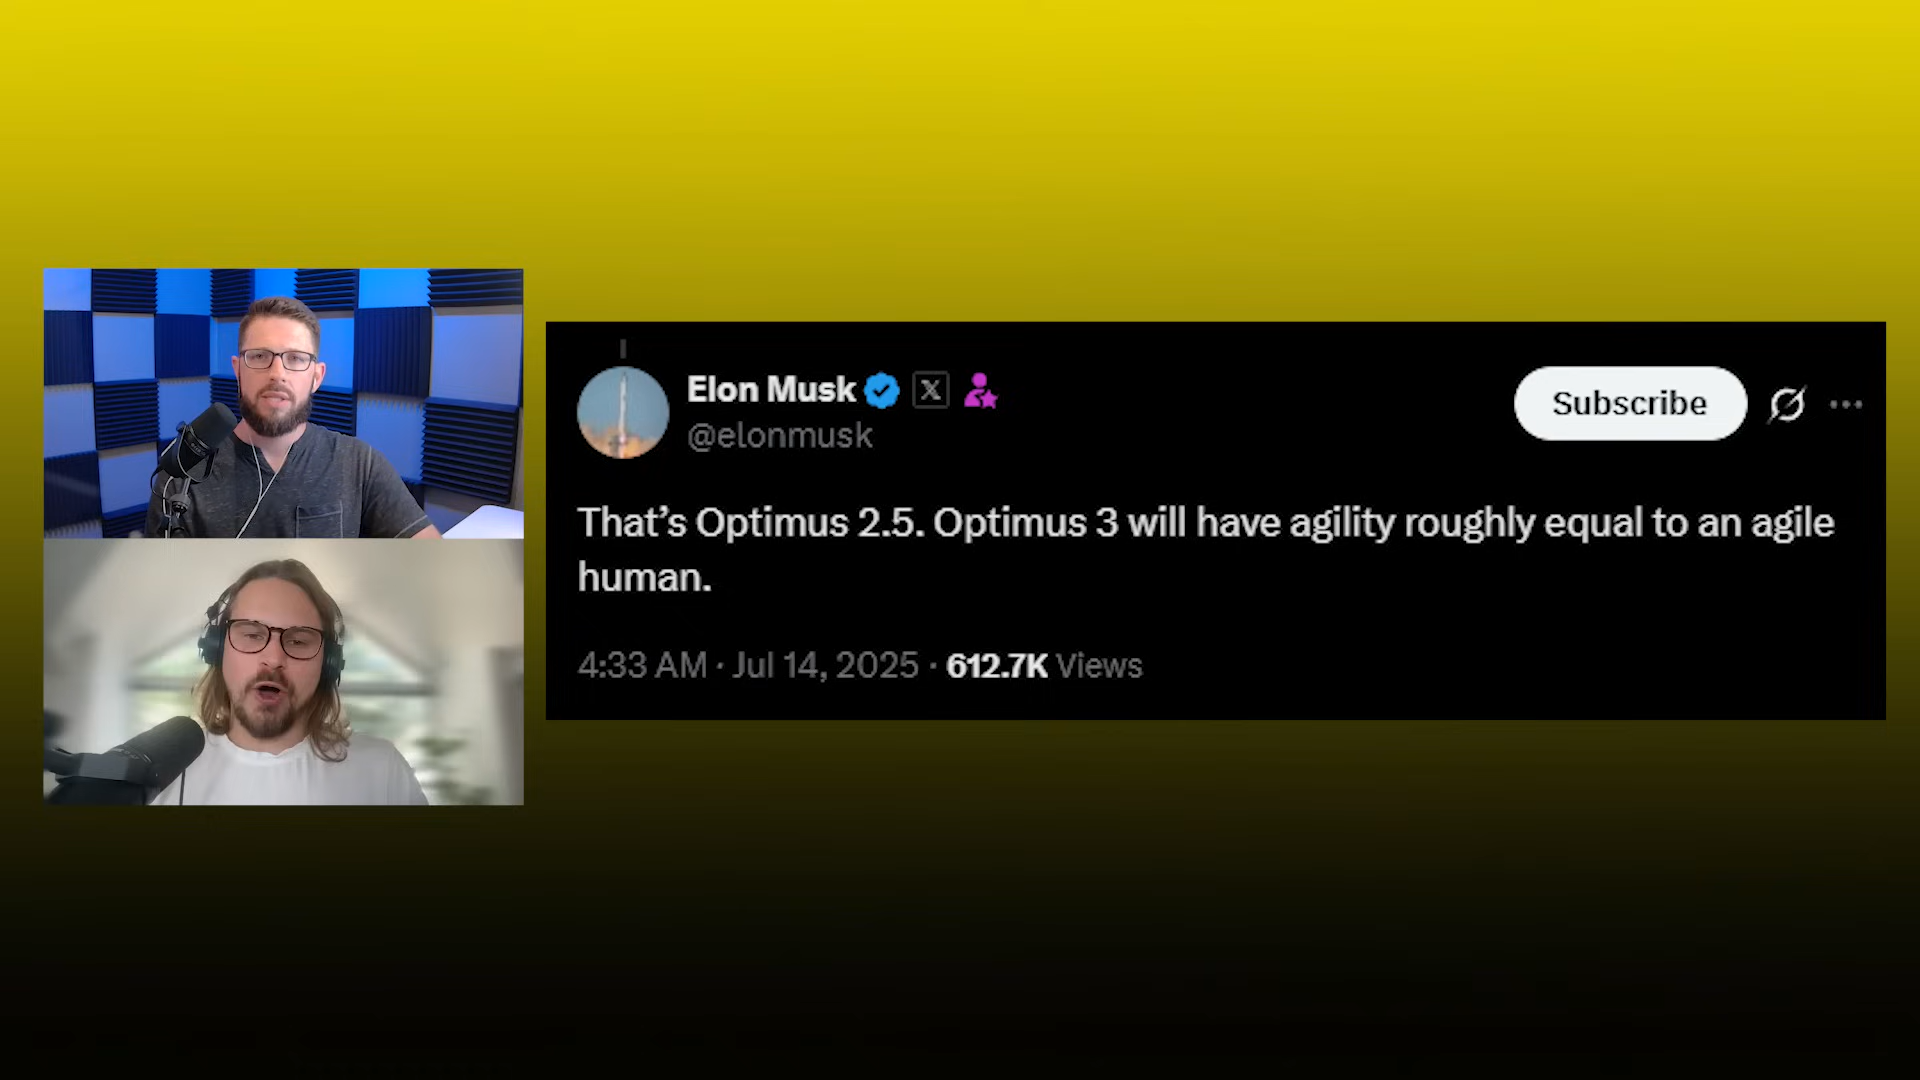 Elon Musk
@elonmusk
Subscribe
That’s Optimus 2.5. Optimus 3 will have agility roughly equal to an agile
human.
4:33 AM · Jul 14, 2025 · 612.7K Views